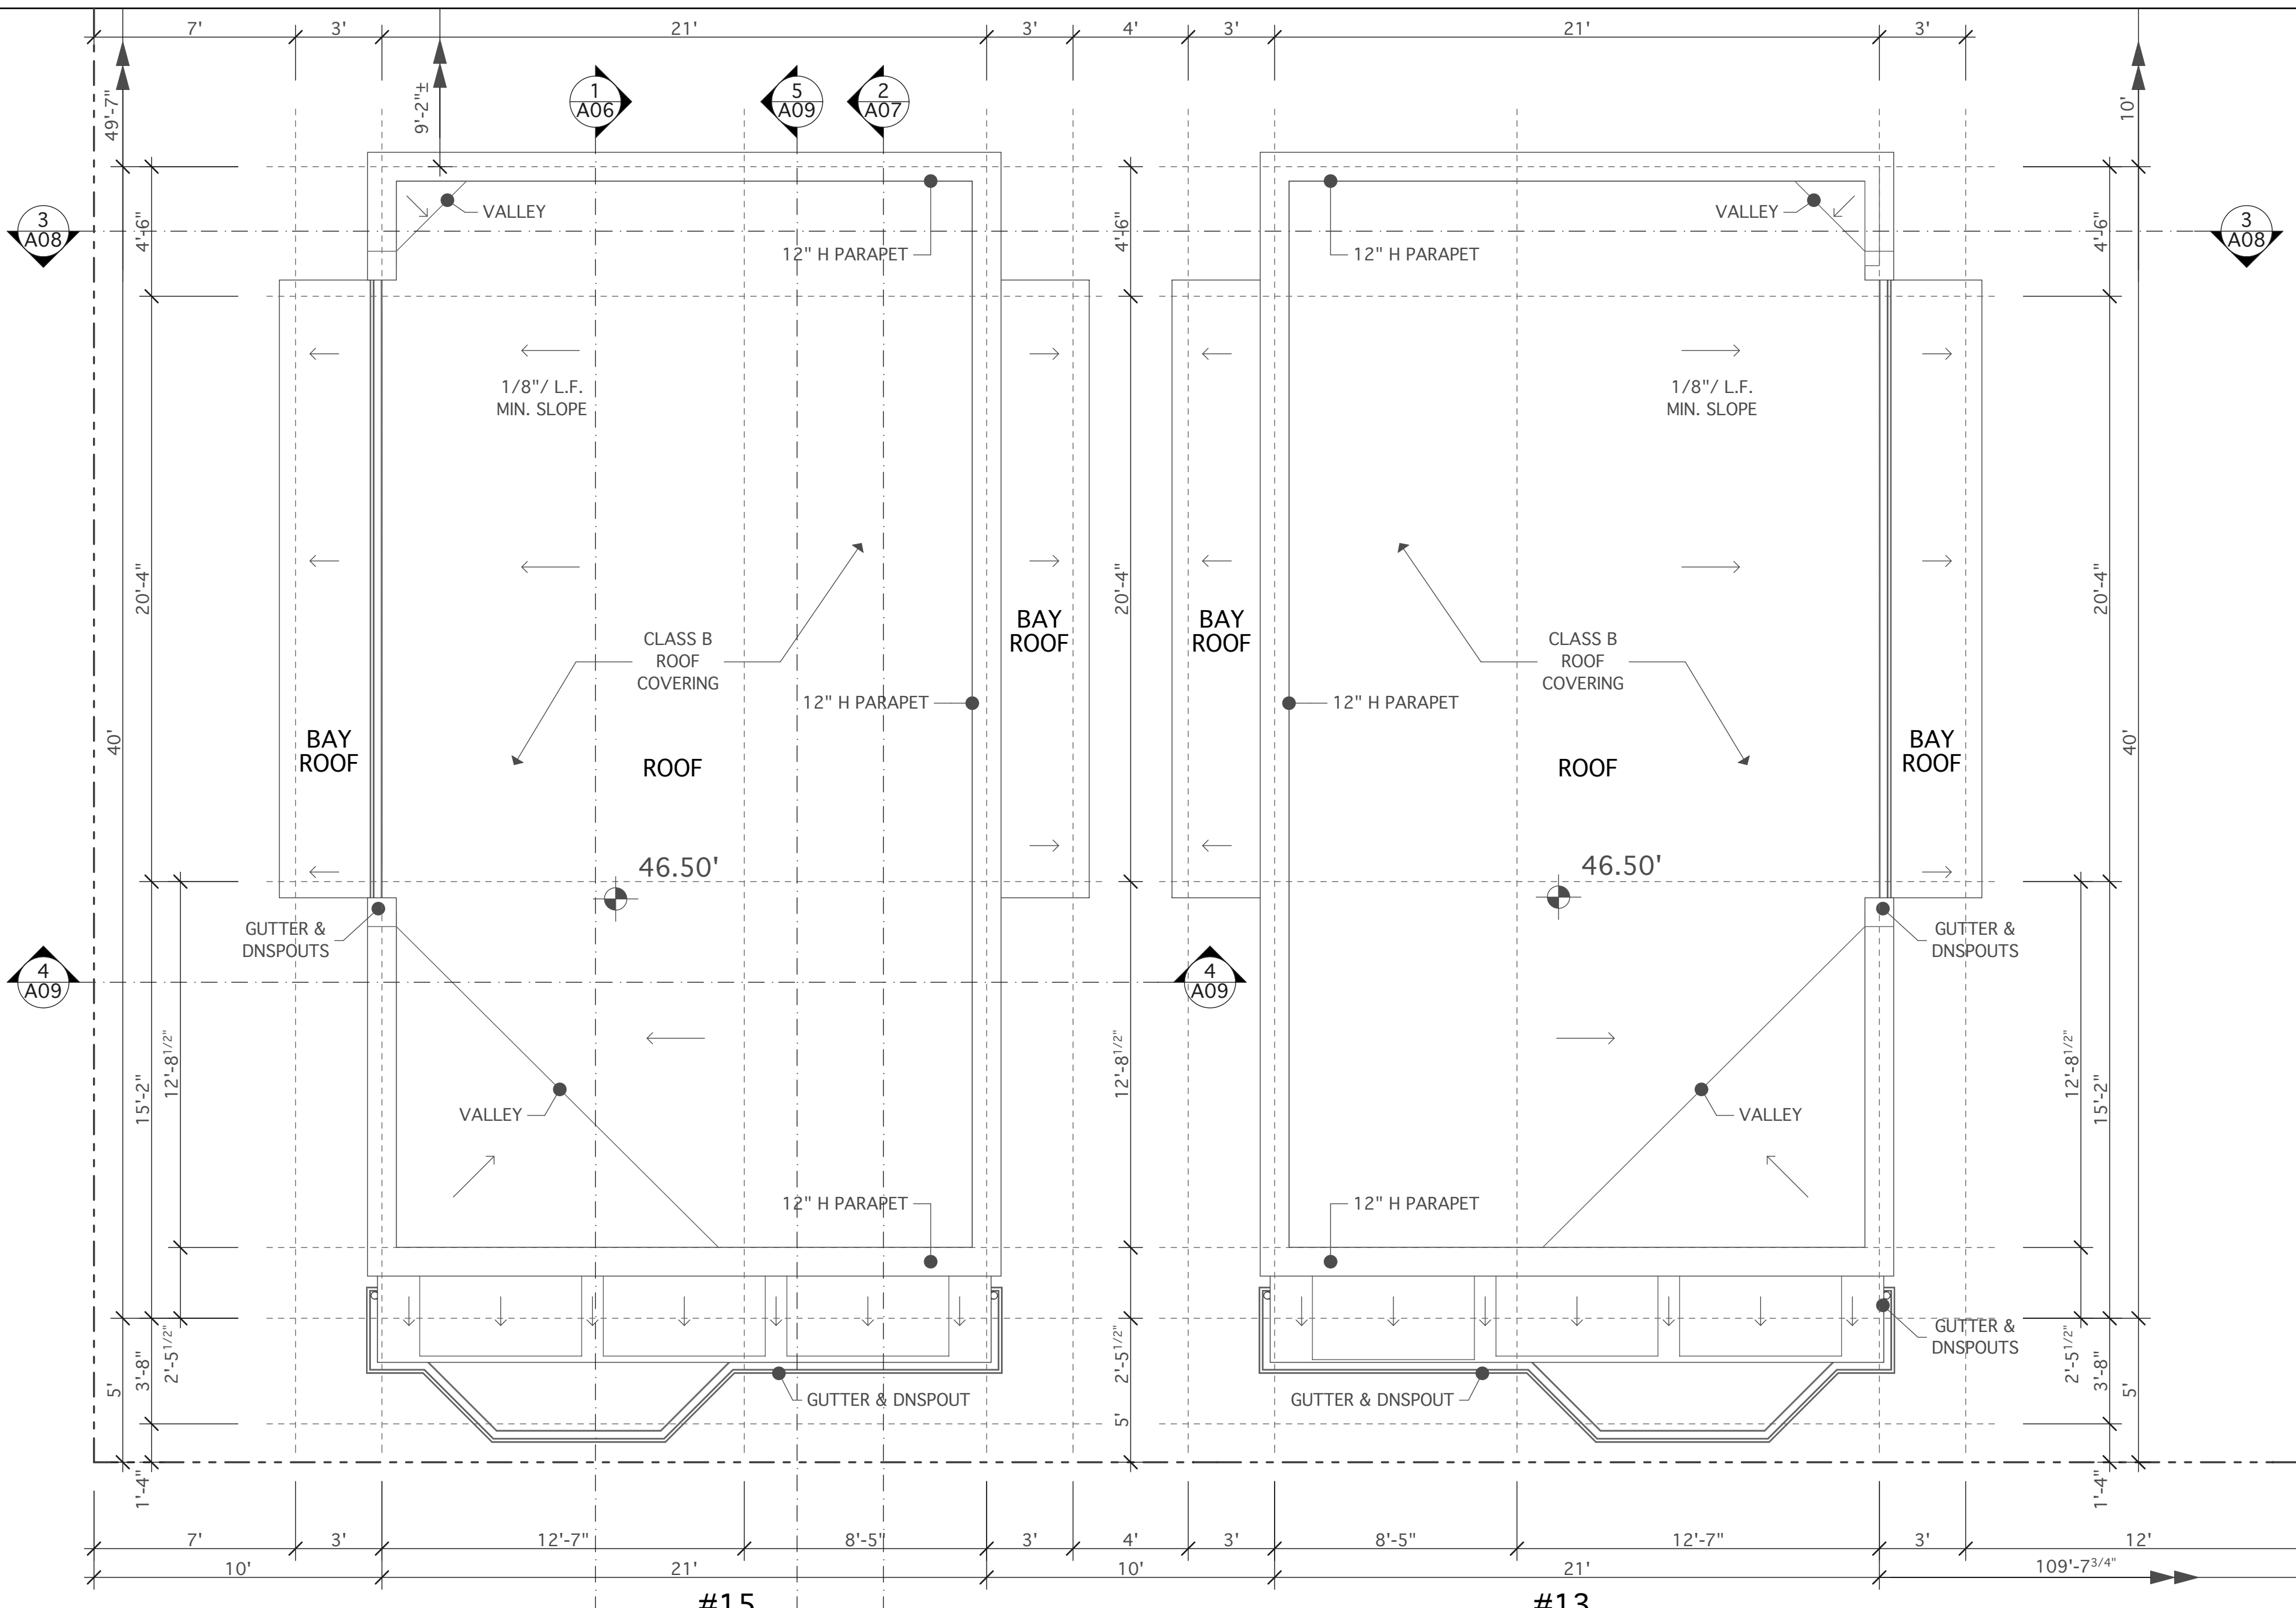 7'
3'
21'
3'
4'
3'
21'
3'
49'-7"
9'-2"±
1
A06
5
A09
2
A07
10'
3
A08
4'-6"
VALLEY
12" H PARAPET
4'-6"
12" H PARAPET
VALLEY
4'-6"
3
A08
1/8"/ L.F.
MIN. SLOPE
1/8"/ L.F.
MIN. SLOPE
20'-4"
20'-4"
20'-4"
BAY
ROOF
BAY
ROOF
CLASS B
ROOF
COVERING
CLASS B
ROOF
COVERING
12" H PARAPET
12" H PARAPET
40'
BAY
ROOF
ROOF
ROOF
BAY
ROOF
40'
46.50'
46.50'
GUTTER &
DNSPOUTS
GUTTER &
DNSPOUTS
4
A09
4
A09
15'-2"
12'-8 1/2"
12'-8 1/2"
12'-8 1/2"
15'-2"
VALLEY
VALLEY
12" H PARAPET
12" H PARAPET
GUTTER &
DNSPOUTS
5'
3'-8"
2'-5 1/2"
2'-5 1/2"
2'-5 1/2"
3'-8"
5'
GUTTER & DNSPOUT
GUTTER & DNSPOUT
5'
1'-4"
1'-4"
7'
3'
12'-7"
8'-5"
3'
4'
3'
8'-5"
12'-7"
3'
12'
10'
21'
10'
21'
109'-7 3/4"
#15
#13